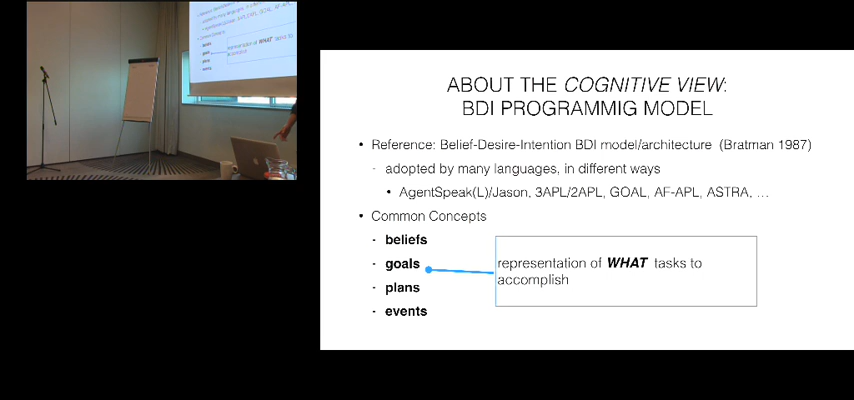 ABOUT THE COGNITIVE VIEW:
BDI PROGRAMMIG MODEL
• Reference: Belief-Desire-Intention BDI model/architecture (Bratman 1987)
- adopted by many languages, in different ways
• AgentSpeak(L)/Jason, 3APL/2APL, GOAL, AF-APL, ASTRA, ...
• Common Concepts
- beliefs
- goals
- plans
- events
representation of WHAT tasks to
accomplish